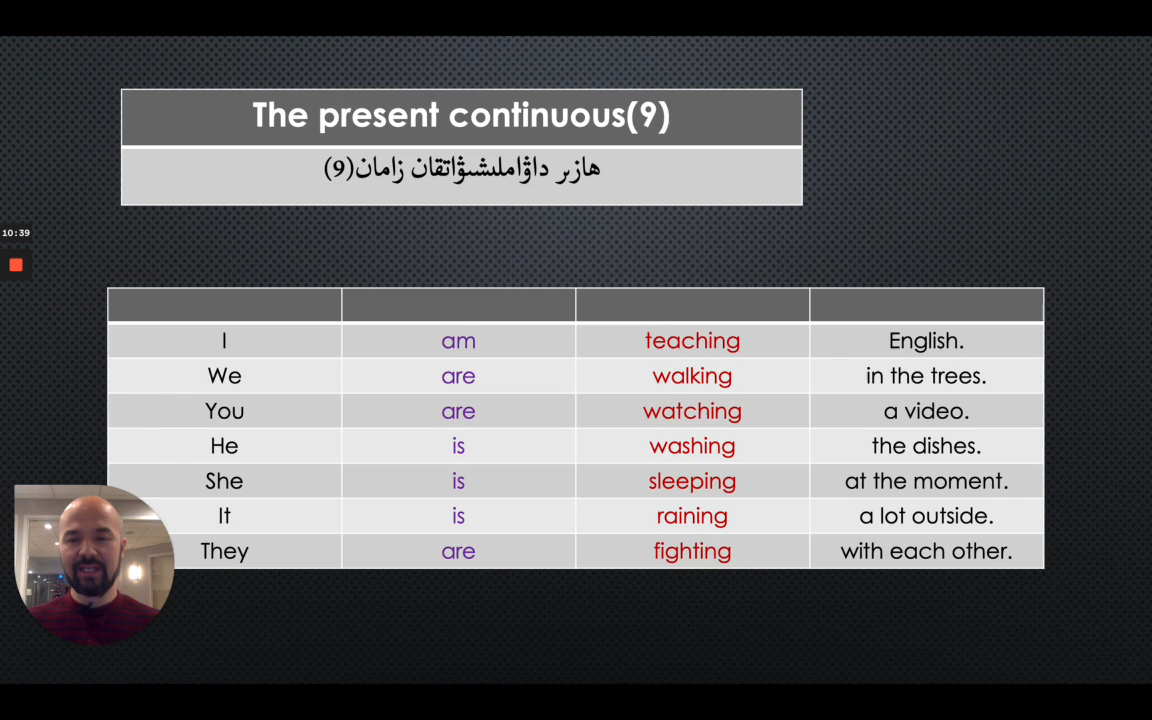 The present continuous(9)
ھازىر داۋاملىشىۋاتقان زامان(9)
10:39
I am teaching English.
We are walking in the trees.
You are watching a video.
He is washing the dishes.
She is sleeping at the moment.
It is raining a lot outside.
They are fighting with each other.